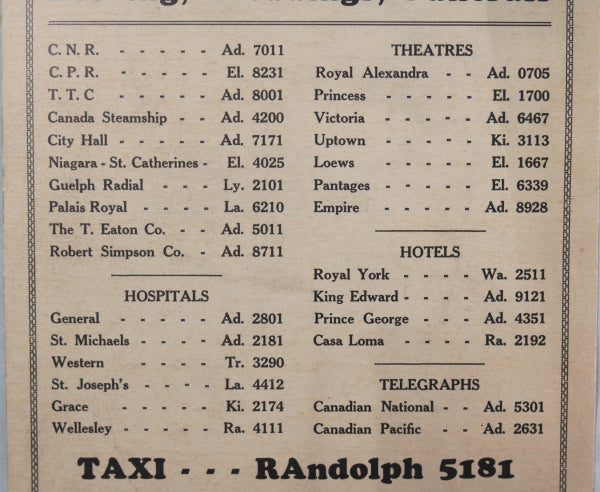 C. N. R. - - - - - Ad. 7011
C. P. R. - - - - - El. 8231
T. T. C - - - - - Ad. 8001
Canada Steamship - - Ad. 4200
City Hall - - - - - Ad. 7171
Niagara - St. Catherines - El. 4025
Guelph Radial - - - Ly. 2101
Palais Royal - - - - La. 6210
The T. Eaton Co. - - Ad. 5011
Robert Simpson Co. - Ad. 8711
HOSPITALS
General - - - - - Ad. 2801
St. Michaels - - - - Ad. 2181
Western - - - - Tr. 3290
St. Joseph's - - - - La. 4412
Grace - - - - - Ki. 2174
Wellesley - - - - - Ra. 4111
THEATRES
Royal Alexandra - - Ad. 0705
Princess - - - - - El. 1700
Victoria - - - - - Ad. 6467
Uptown - - - - - Ki. 3113
Loews - - - - - El. 1667
Pantages - - - - - El. 6339
Empire - - - - - Ad. 8928
HOTELS
Royal York - - - - Wa. 2511
King Edward - - - - Ad. 9121
Prince George - - - Ad. 4351
Casa Loma - - - - Ra. 2192
TELEGRAPHS
Canadian National - - Ad. 5301
Canadian Pacific - - Ad. 2631
TAXI - - - RAndolph 5181